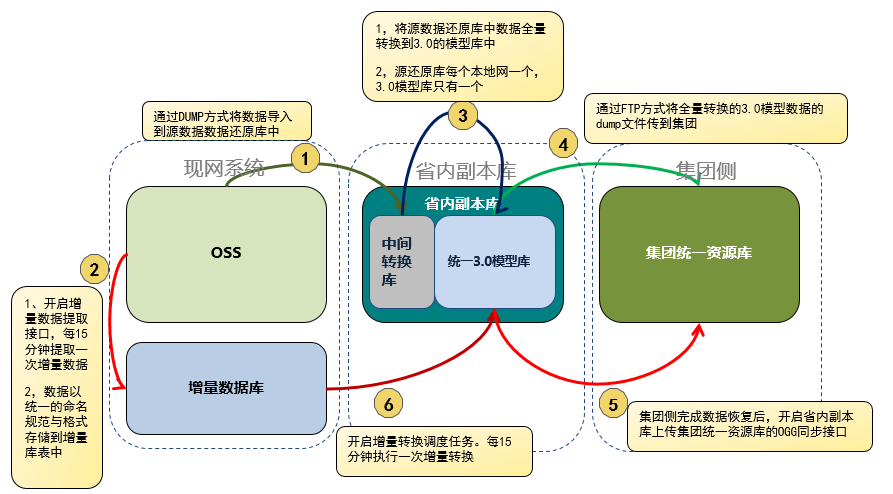 1，将源数据还原库中数据全量
转换到3.0的模型库中
2，源还原库每个本地网一个，
3.0模型库只有一个
通过DUMP方式将数据导入
到源数据数据还原库中
通过FTP方式将全量转换的3.0模型数据的
dump文件传到集团
3
4
1
现网系统
省内副本库
集团侧
省内副本库
OSS
中间
转换
库
统一3.0模型库
集团统一资源库
2
1、开启增
量数据提取
接口，每15
分钟提取一
次增量数据
2，数据以
统一的命名
规范与格式
存储到增量
库表中
增量数据库
6
5
开启增量转换调度任务。每15
分钟执行一次增量转换
集团侧完成数据恢复后，开启省内副本
库上传集团统一资源库的OGG同步接口